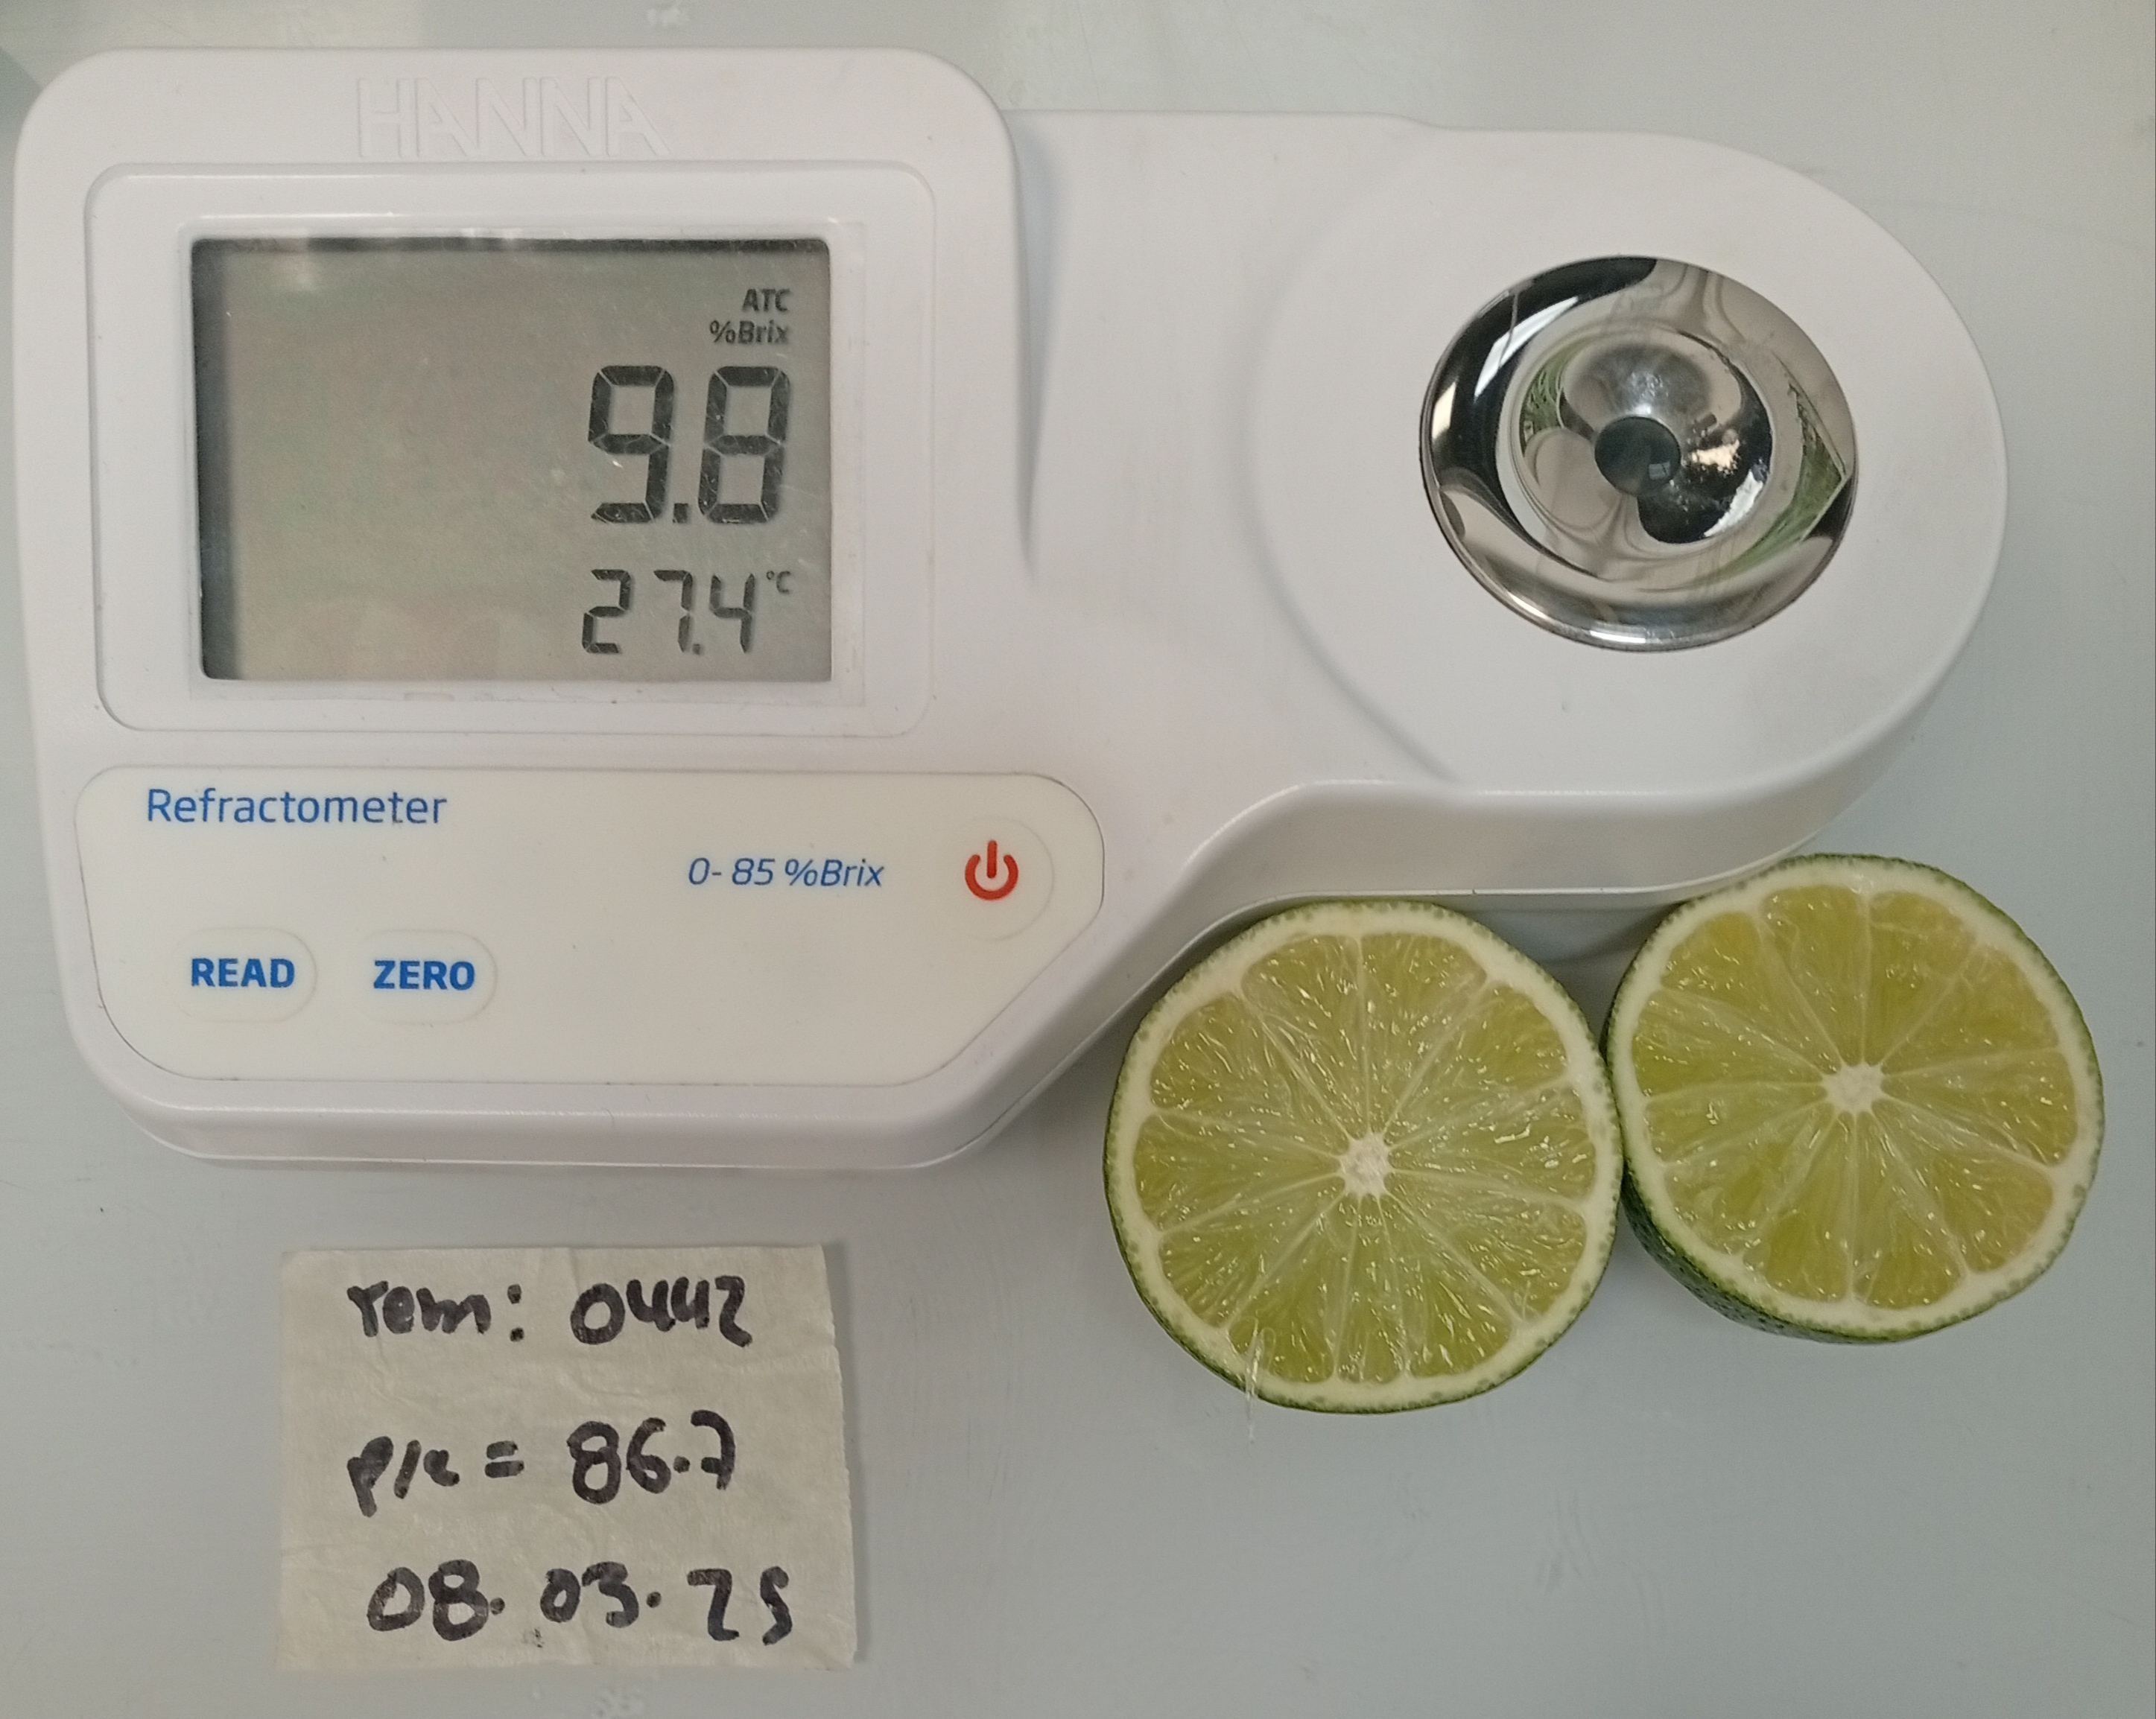 HANNA
ATC
%Brix
9.8
27.4 °C
Refractometer
0- 85 %Brix
READ ZERO
rem: 0442
= 86.7
08. 03. 25